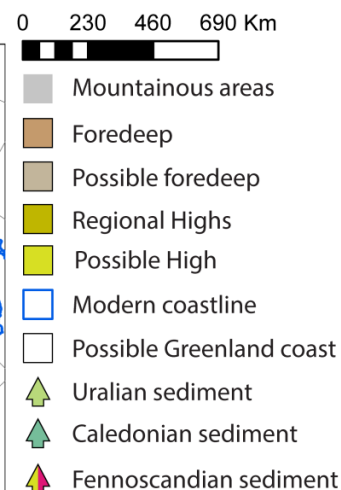 0 230 460 690 Km
Mountainous areas
Foredeep
Possible foredeep
Regional Highs
Possible High
Modern coastline
Possible Greenland coast
Uralian sediment
Caledonian sediment
Fennoscandian sediment